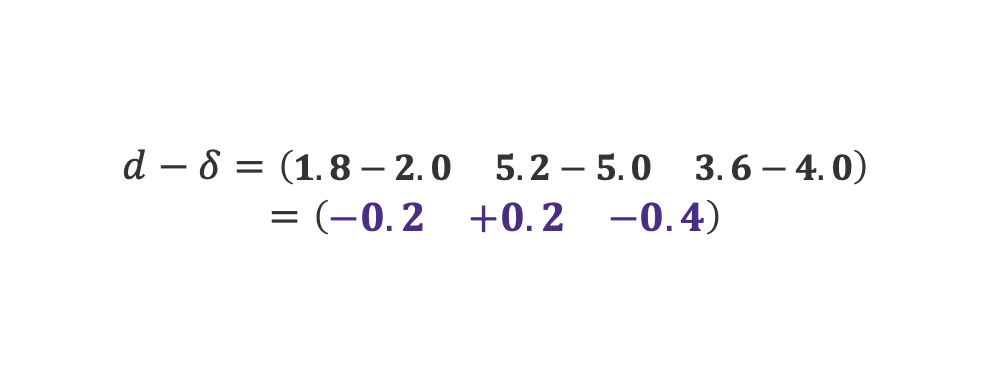 d − δ = (1.8 − 2.0 5.2 − 5.0 3.6 − 4.0)
= (−0.2 +0.2 −0.4)